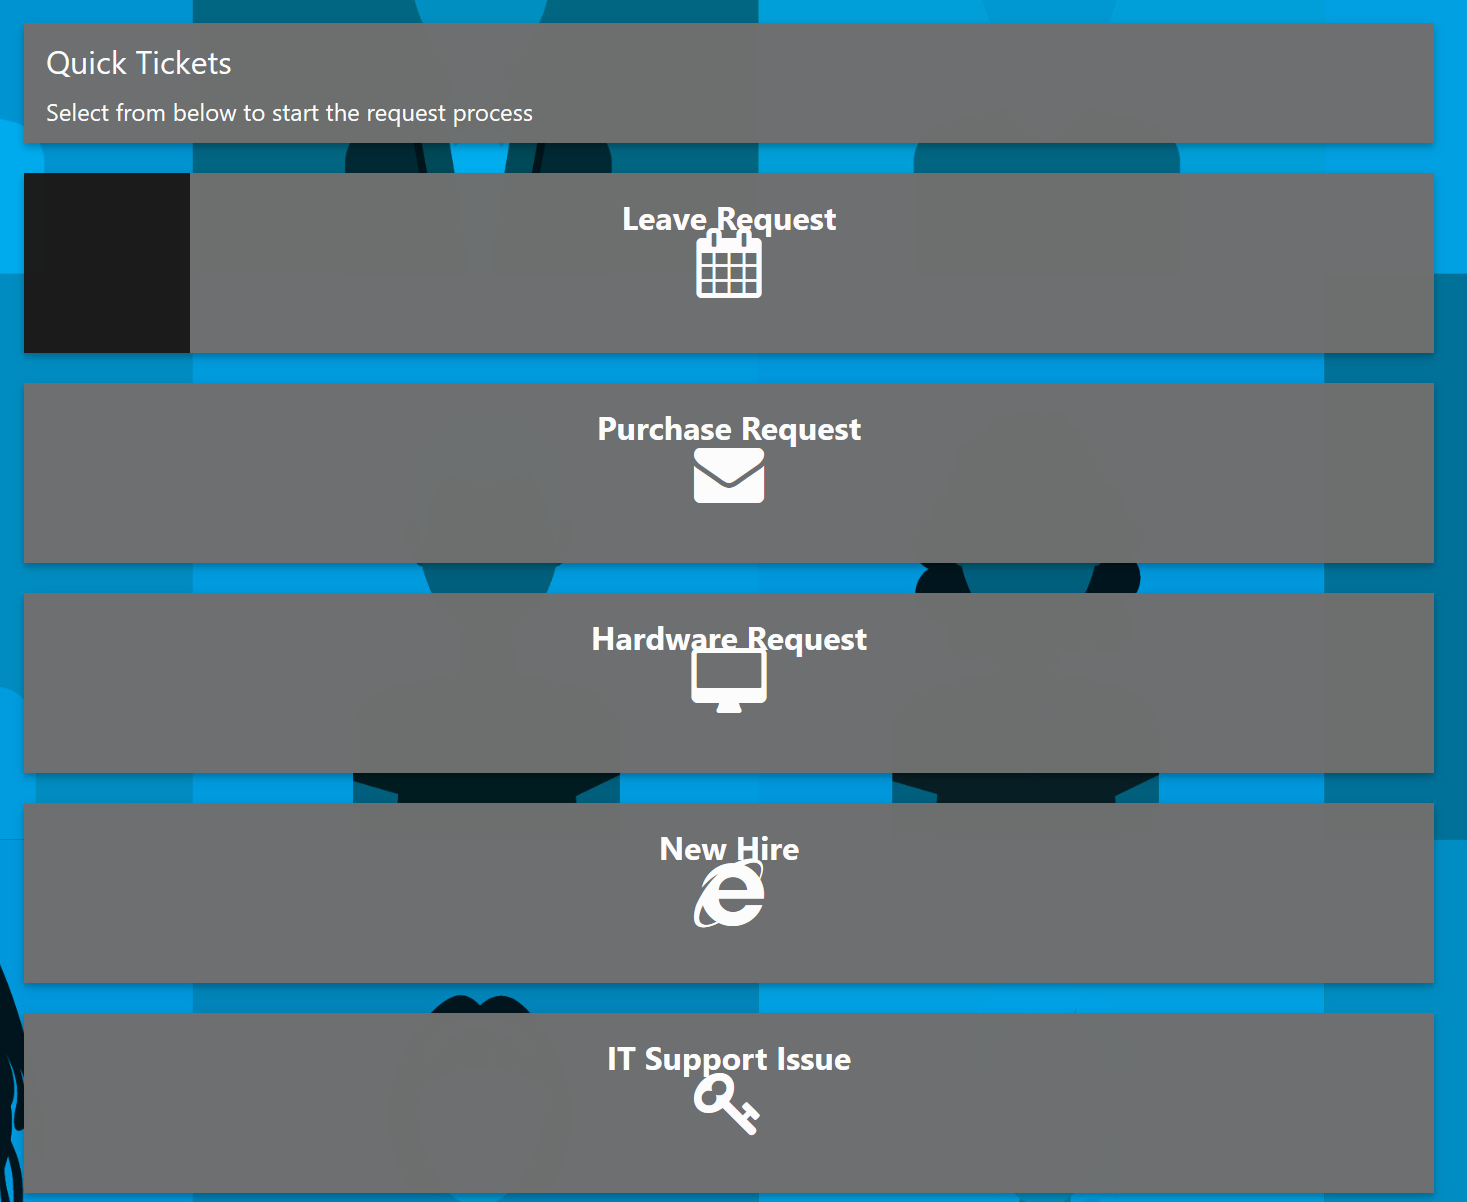 Quick Tickets
Select from below to start the request process
Leave Request
Purchase Request
Hardware Request
New Hire
IT Support Issue